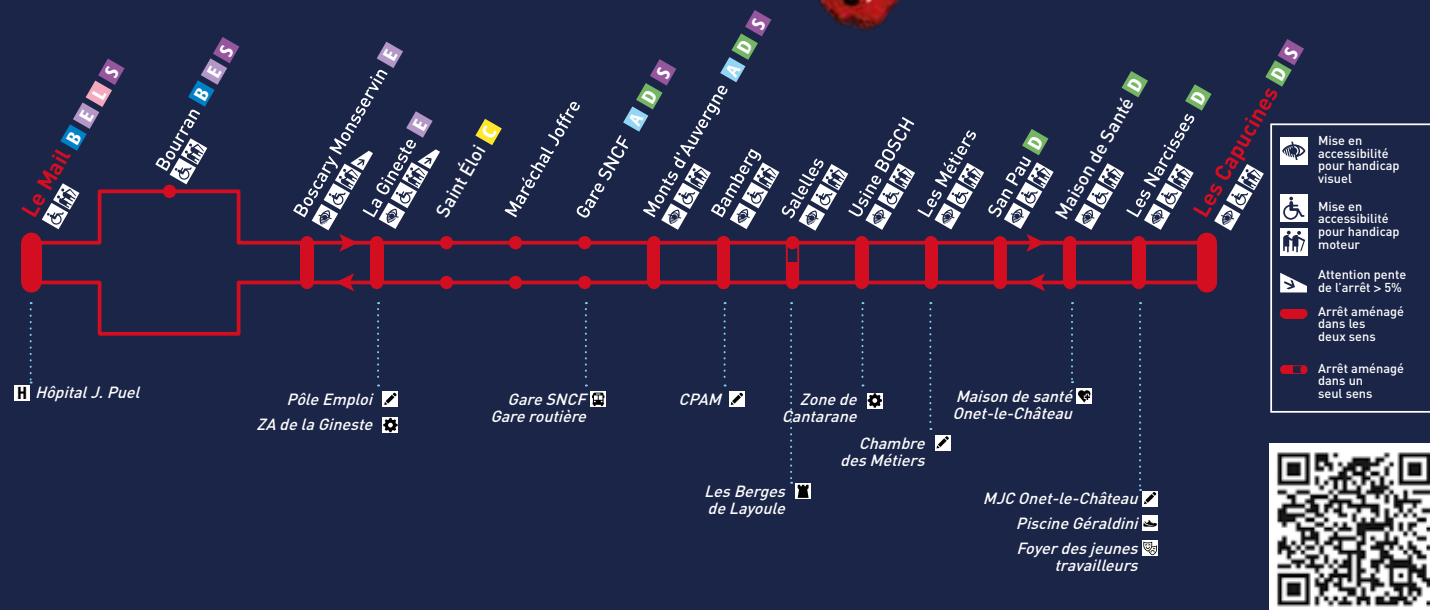 Le Mail B E L S
Bourran B E S
Boscary Monsservin E
La Gineste E
Saint Éloi C
Maréchal Joffre
Gare SNCF A D S
Monts d'Auvergne A D S
Bamberg
Salelles
Usine BOSCH
Les Métiers
San Pau D
Maison de Santé D
Les Narcisses D
Les Capucines D S
H Hôpital J. Puel
Pôle Emploi
ZA de la Gineste
Gare SNCF
Gare routière
CPAM
Les Berges
de Layoule
Zone de
Cantarane
Chambre
des Métiers
Maison de santé
Onet-le-Château
MJC Onet-le-Château
Piscine Géraldini
Foyer des jeunes
travailleurs
Mise en
accessibilité
pour handicap
visuel
Mise en
accessibilité
pour handicap
moteur
Attention pente
de l'arrêt > 5%
Arrêt aménagé
dans les
deux sens
Arrêt aménagé
dans un
seul sens